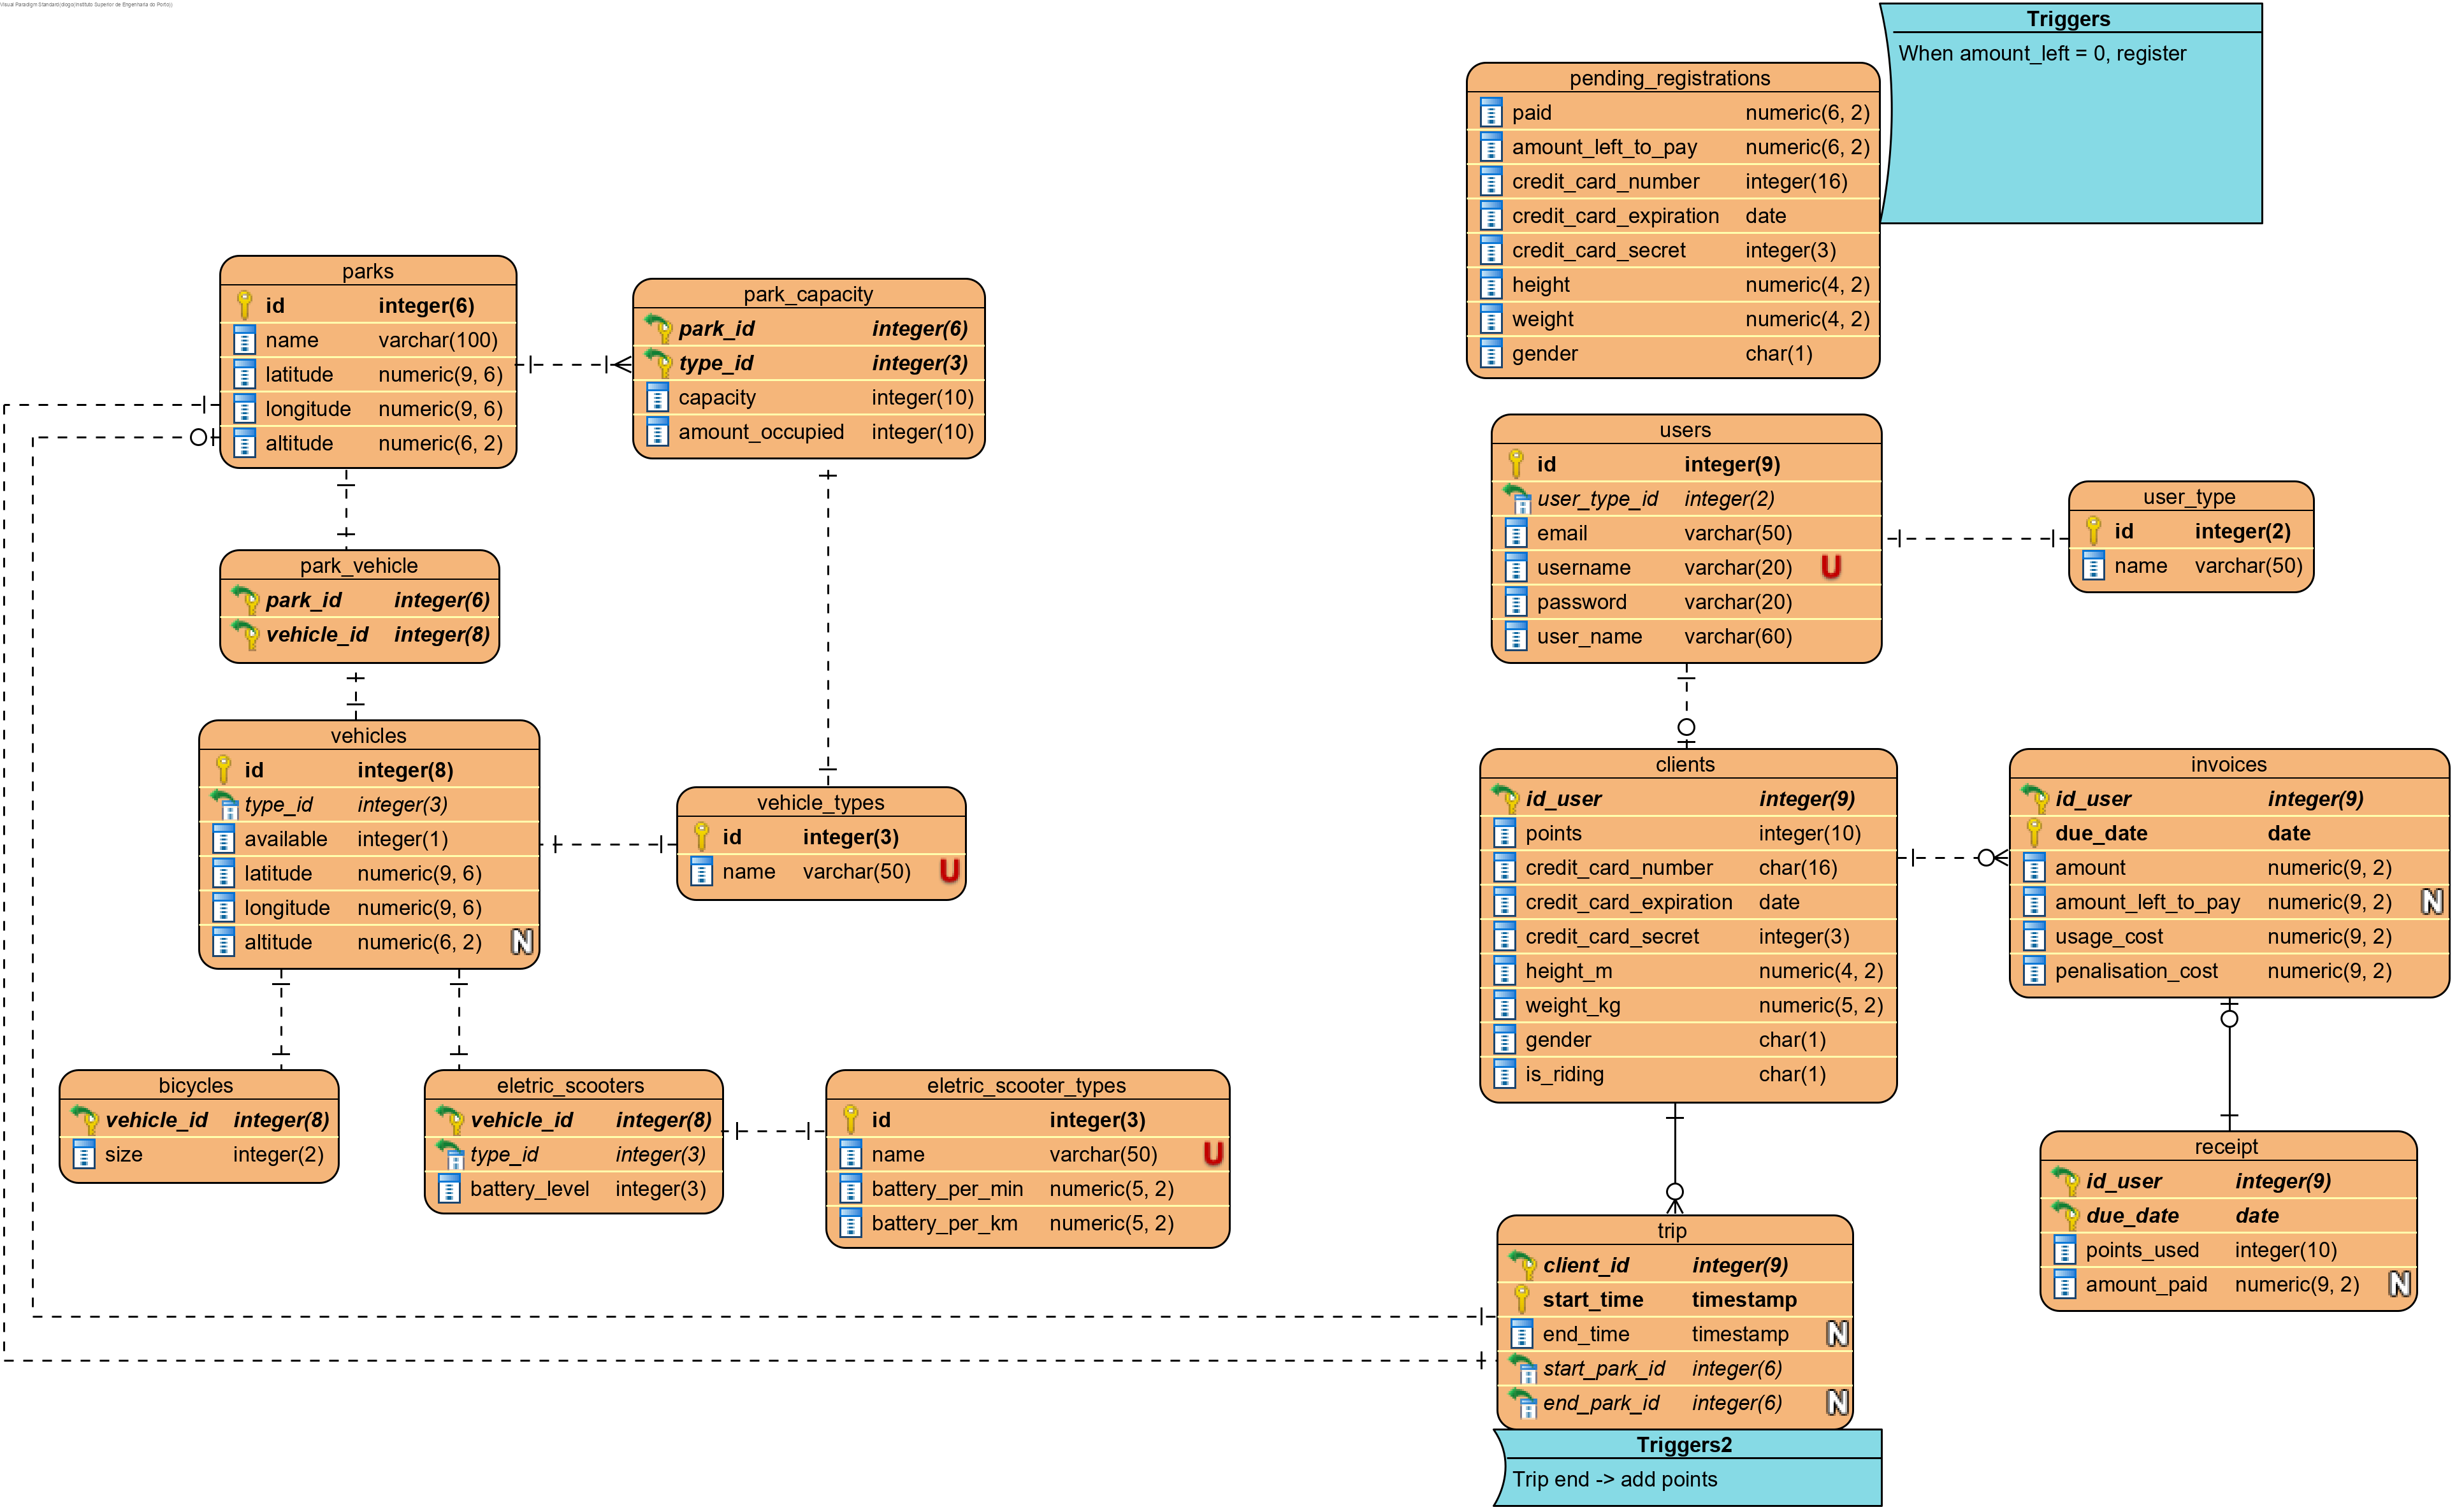 Visual Paradigm Standard(diogo(Instituto Superior de Engenharia do Porto))
Triggers
When amount_left = 0, register
pending_registrations
paid numeric(6, 2)
amount_left_to_pay numeric(6, 2)
credit_card_number integer(16)
credit_card_expiration date
credit_card_secret integer(3)
height numeric(4, 2)
weight numeric(4, 2)
gender char(1)
parks
id integer(6)
name varchar(100)
latitude numeric(9, 6)
longitude numeric(9, 6)
altitude numeric(6, 2)
park_capacity
park_id integer(6)
type_id integer(3)
capacity integer(10)
amount_occupied integer(10)
users
id integer(9)
user_type_id integer(2)
email varchar(50)
username varchar(20) U
password varchar(20)
user_name varchar(60)
user_type
id integer(2)
name varchar(50)
park_vehicle
park_id integer(6)
vehicle_id integer(8)
vehicles
id integer(8)
type_id integer(3)
available integer(1)
latitude numeric(9, 6)
longitude numeric(9, 6)
altitude numeric(6, 2) N
vehicle_types
id integer(3)
name varchar(50) U
clients
id_user integer(9)
points integer(10)
credit_card_number char(16)
credit_card_expiration date
credit_card_secret integer(3)
height_m numeric(4, 2)
weight_kg numeric(5, 2)
gender char(1)
is_riding char(1)
invoices
id_user integer(9)
due_date date
amount numeric(9, 2)
amount_left_to_pay numeric(9, 2) N
usage_cost numeric(9, 2)
penalisation_cost numeric(9, 2)
bicycles
vehicle_id integer(8)
size integer(2)
eletric_scooters
vehicle_id integer(8)
type_id integer(3)
battery_level integer(3)
eletric_scooter_types
id integer(3)
name varchar(50) U
battery_per_min numeric(5, 2)
battery_per_km numeric(5, 2)
receipt
id_user integer(9)
due_date date
points_used integer(10)
amount_paid numeric(9, 2) N
trip
client_id integer(9)
start_time timestamp
end_time timestamp N
start_park_id integer(6)
end_park_id integer(6) N
Triggers2
Trip end -> add points